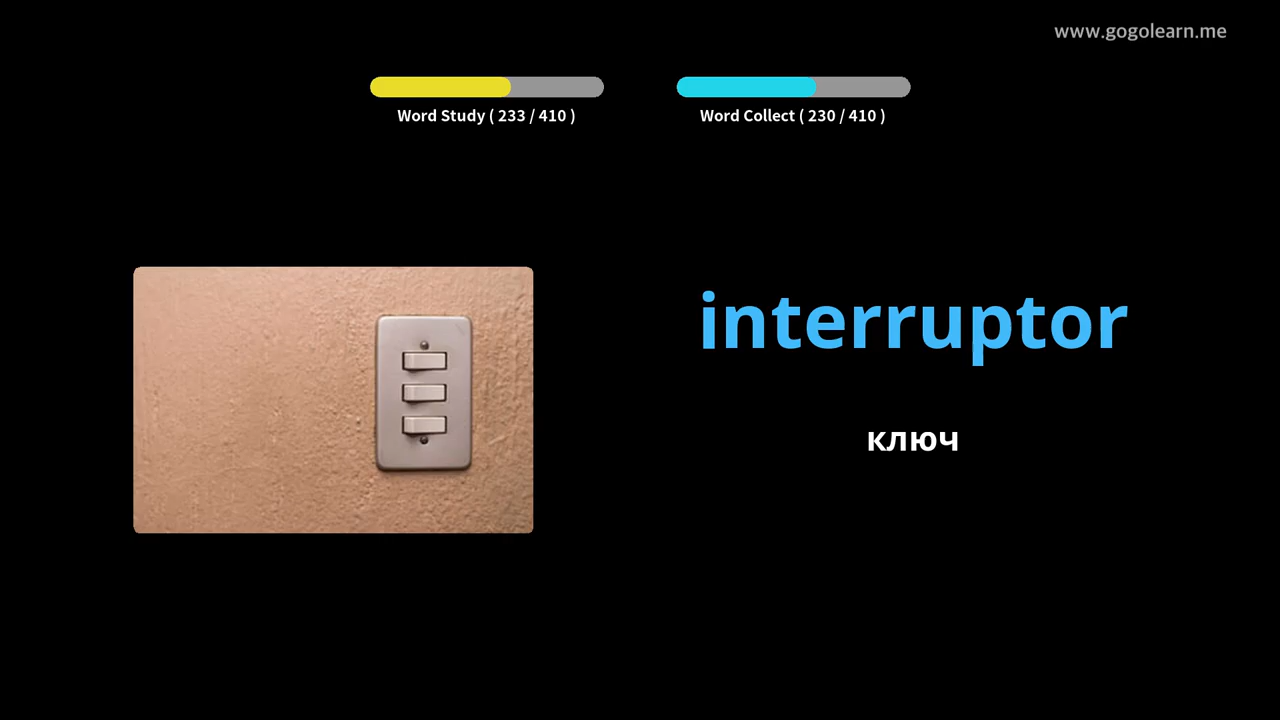 www.gogolearn.me
Word Study ( 233 / 410 )
Word Collect ( 230 / 410 )
interruptor
ключ